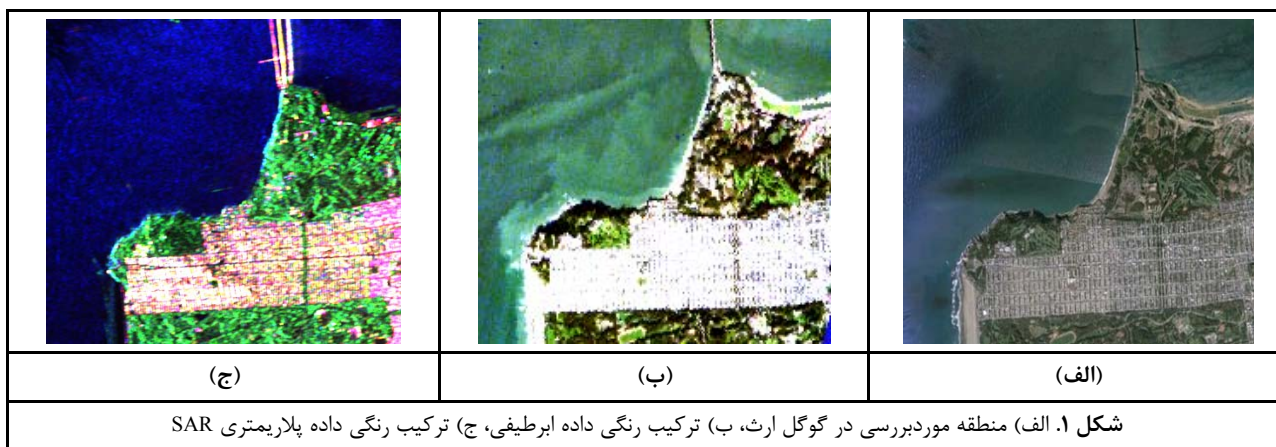 (الف)
(ب)
(ج)
شکل ۱. الف) منطقه موردبررسی در گوگل ارث، ب) ترکیب رنگی داده ابرطیفی، ج) ترکیب رنگی داده پلاریمتری SAR